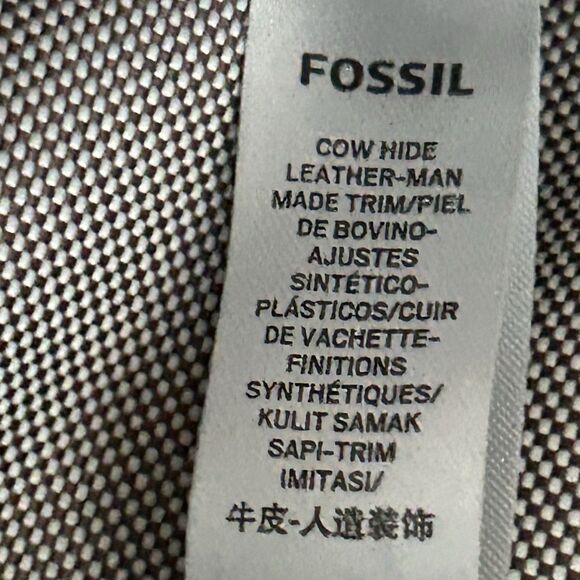 FOSSIL
COW HIDE
LEATHER-MAN
MADE TRIM/PIEL
DE BOVINO-
AJUSTES
SINTÉTICO-
PLÁSTICOS/CUIR
DE VACHETTE-
FINITIONS
SYNTHÉTIQUES/
KULIT SAMAK
SAPI-TRIM
IMITASI/
牛皮-人造装饰